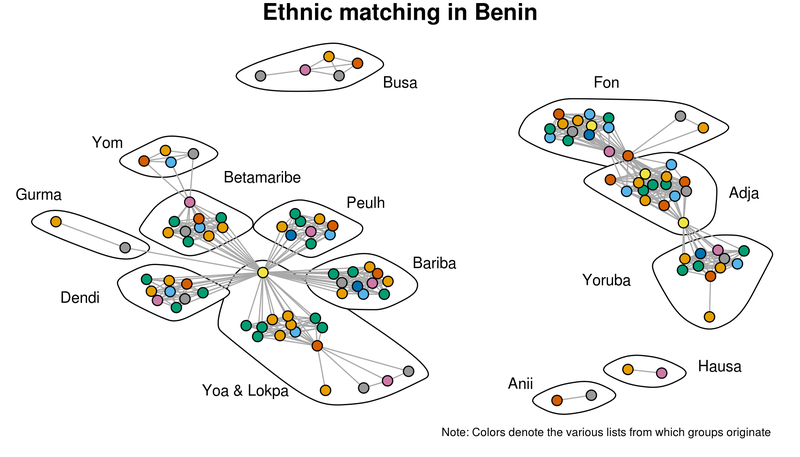 Ethnic matching in Benin
Busa
Fon
Yom
Betamaribe
Gurma
Peulh
Adja
Bariba
Yoruba
Dendi
Hausa
Anii
Yoa & Lokpa
Note: Colors denote the various lists from which groups originate